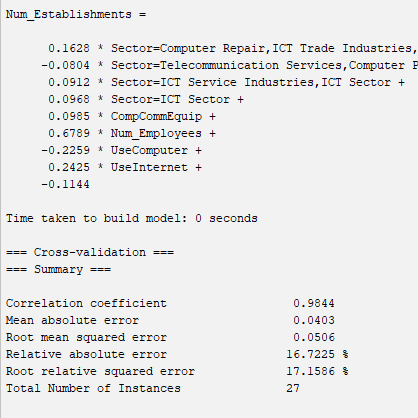 Num_Establishments =
0.1628 * Sector=Computer Repair,ICT Trade Industries,
-0.0804 * Sector=Telecommunication Services,Computer
0.0912 * Sector=ICT Service Industries,ICT Sector +
0.0968 * Sector=ICT Sector +
0.0985 * CompCommEquip +
0.6789 * Num_Employees +
-0.2259 * UseComputer +
0.2425 * UseInternet +
-0.1144
Time taken to build model: 0 seconds
=== Cross-validation ===
=== Summary ===
Correlation coefficient 0.9844
Mean absolute error 0.0403
Root mean squared error 0.0506
Relative absolute error 16.7225 %
Root relative squared error 17.1586 %
Total Number of Instances 27